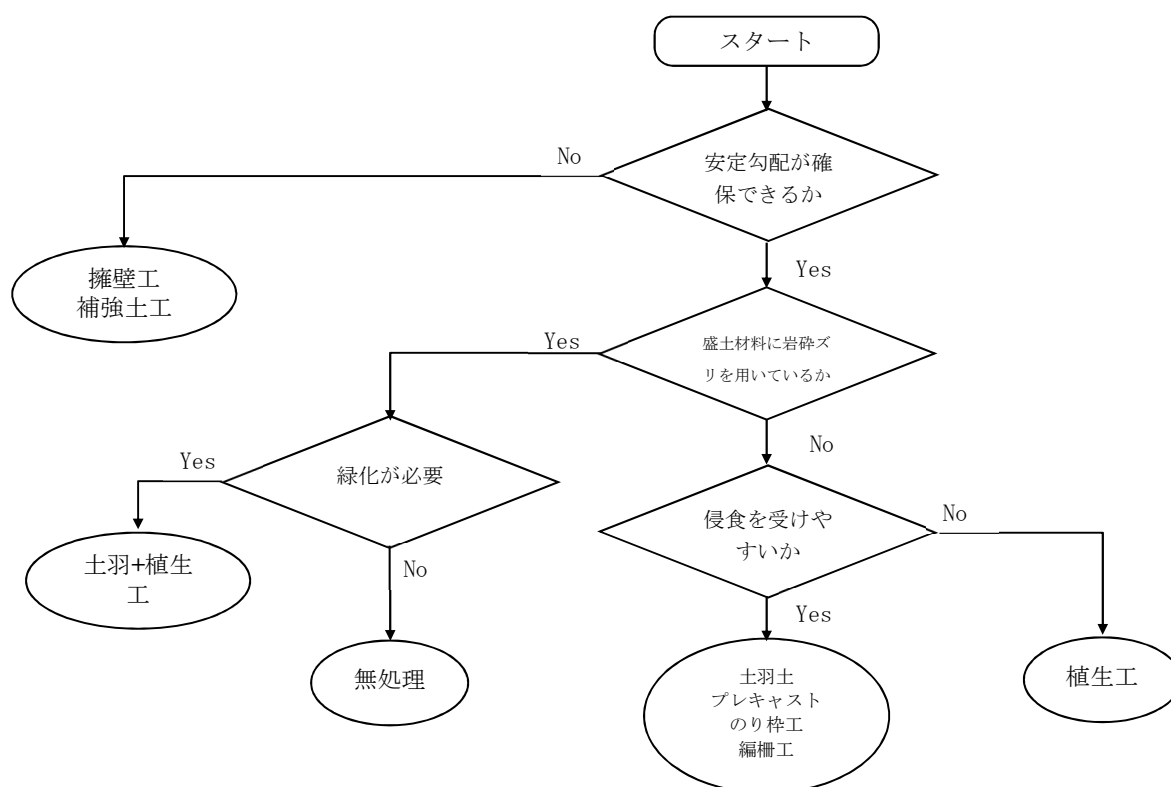 スタート
安定勾配が確
保できるか
No
Yes
擁壁工
補強土工
盛土材料に岩砕ズ
リを用いているか
Yes
No
緑化が必要
Yes
No
侵食を受けや
すいか
No
Yes
土羽+植生
工
無処理
土羽土
プレキャスト
のり枠工
編柵工
植生工